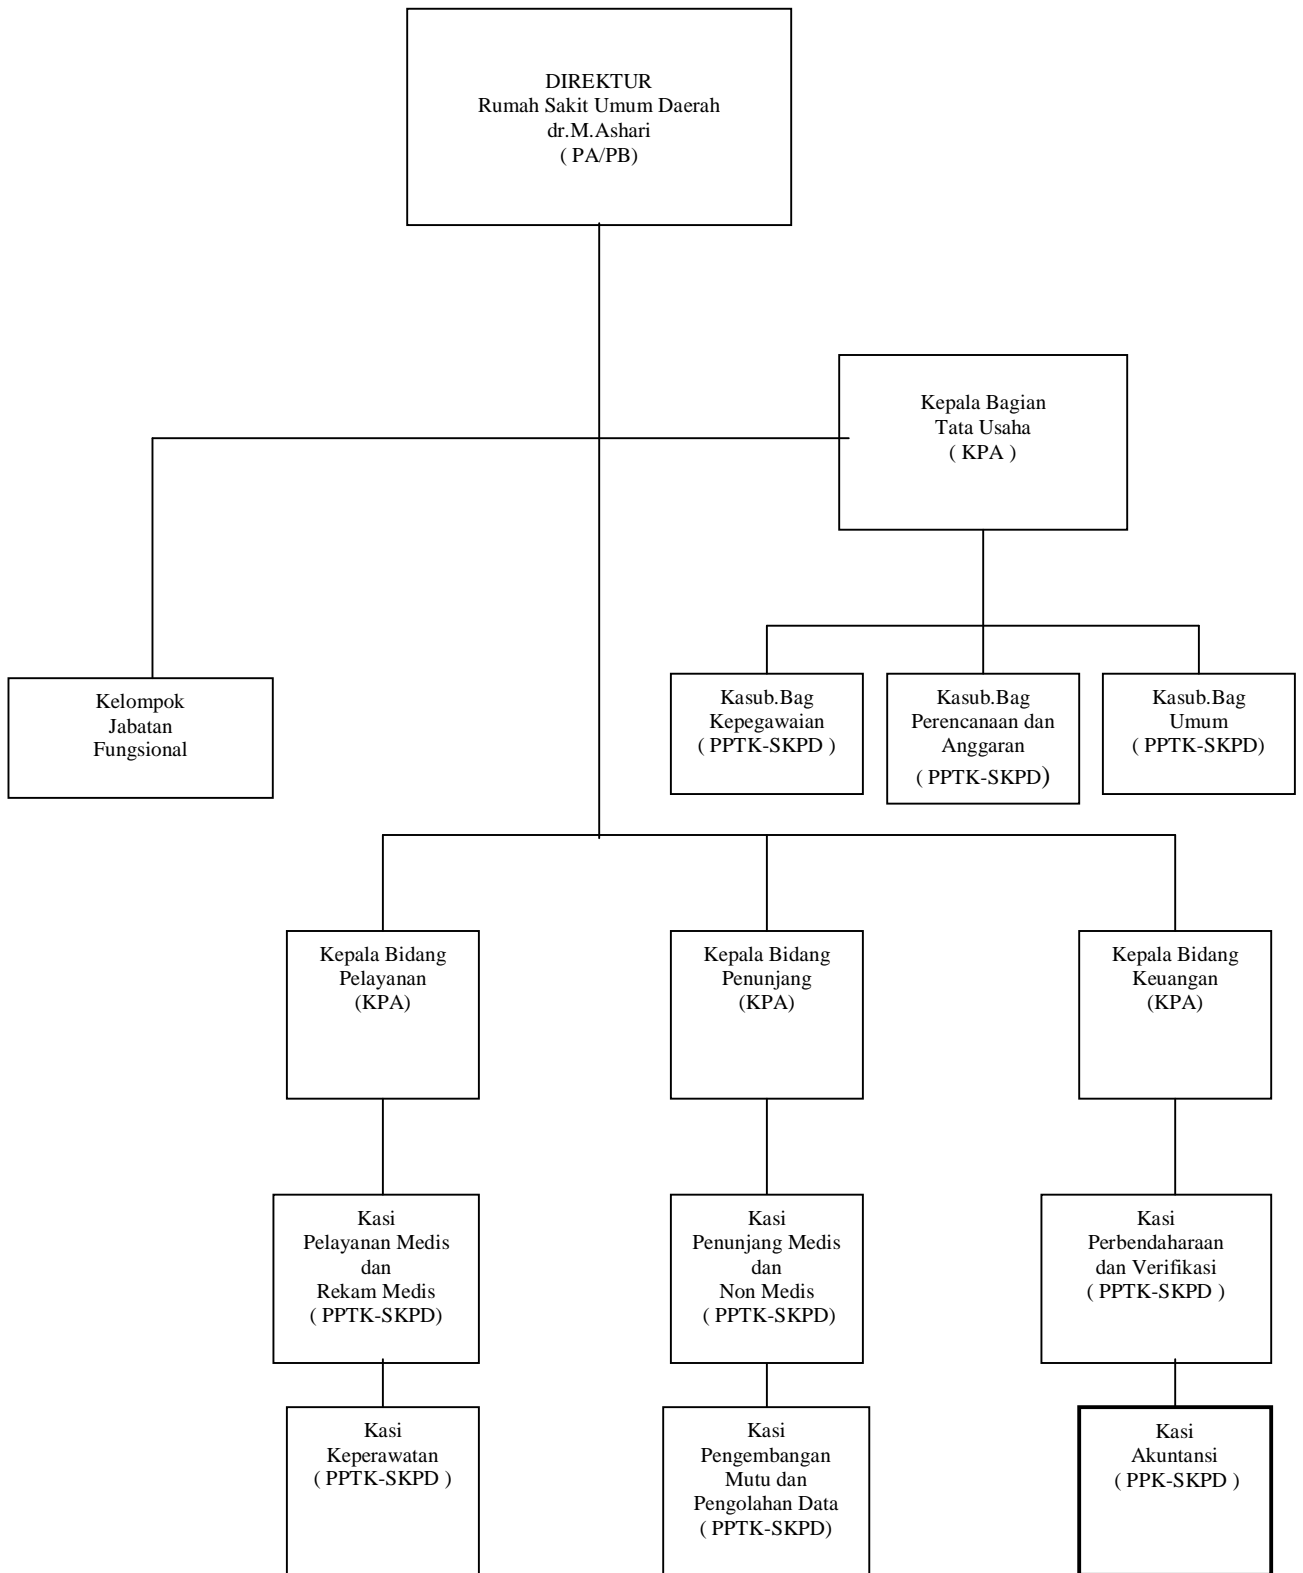 DIREKTUR
Rumah Sakit Umum Daerah
dr.M.Ashari
( PA/PB)
Kepala Bagian
Tata Usaha
( KPA )
Kelompok
Jabatan
Fungsional
Kasub.Bag
Kepegawaian
( PPTK-SKPD )
Kasub.Bag
Perencanaan dan
Anggaran
( PPTK-SKPD)
Kasub.Bag
Umum
( PPTK-SKPD)
Kepala Bidang
Pelayanan
(KPA)
Kepala Bidang
Penunjang
(KPA)
Kepala Bidang
Keuangan
(KPA)
Kasi
Pelayanan Medis
dan
Rekam Medis
( PPTK-SKPD)
Kasi
Penunjang Medis
dan
Non Medis
( PPTK-SKPD)
Kasi
Perbendaharaan
dan Verifikasi
( PPTK-SKPD )
Kasi
Keperawatan
( PPTK-SKPD )
Kasi
Pengembangan
Mutu dan
Pengolahan Data
( PPTK-SKPD)
Kasi
Akuntansi
( PPK-SKPD )